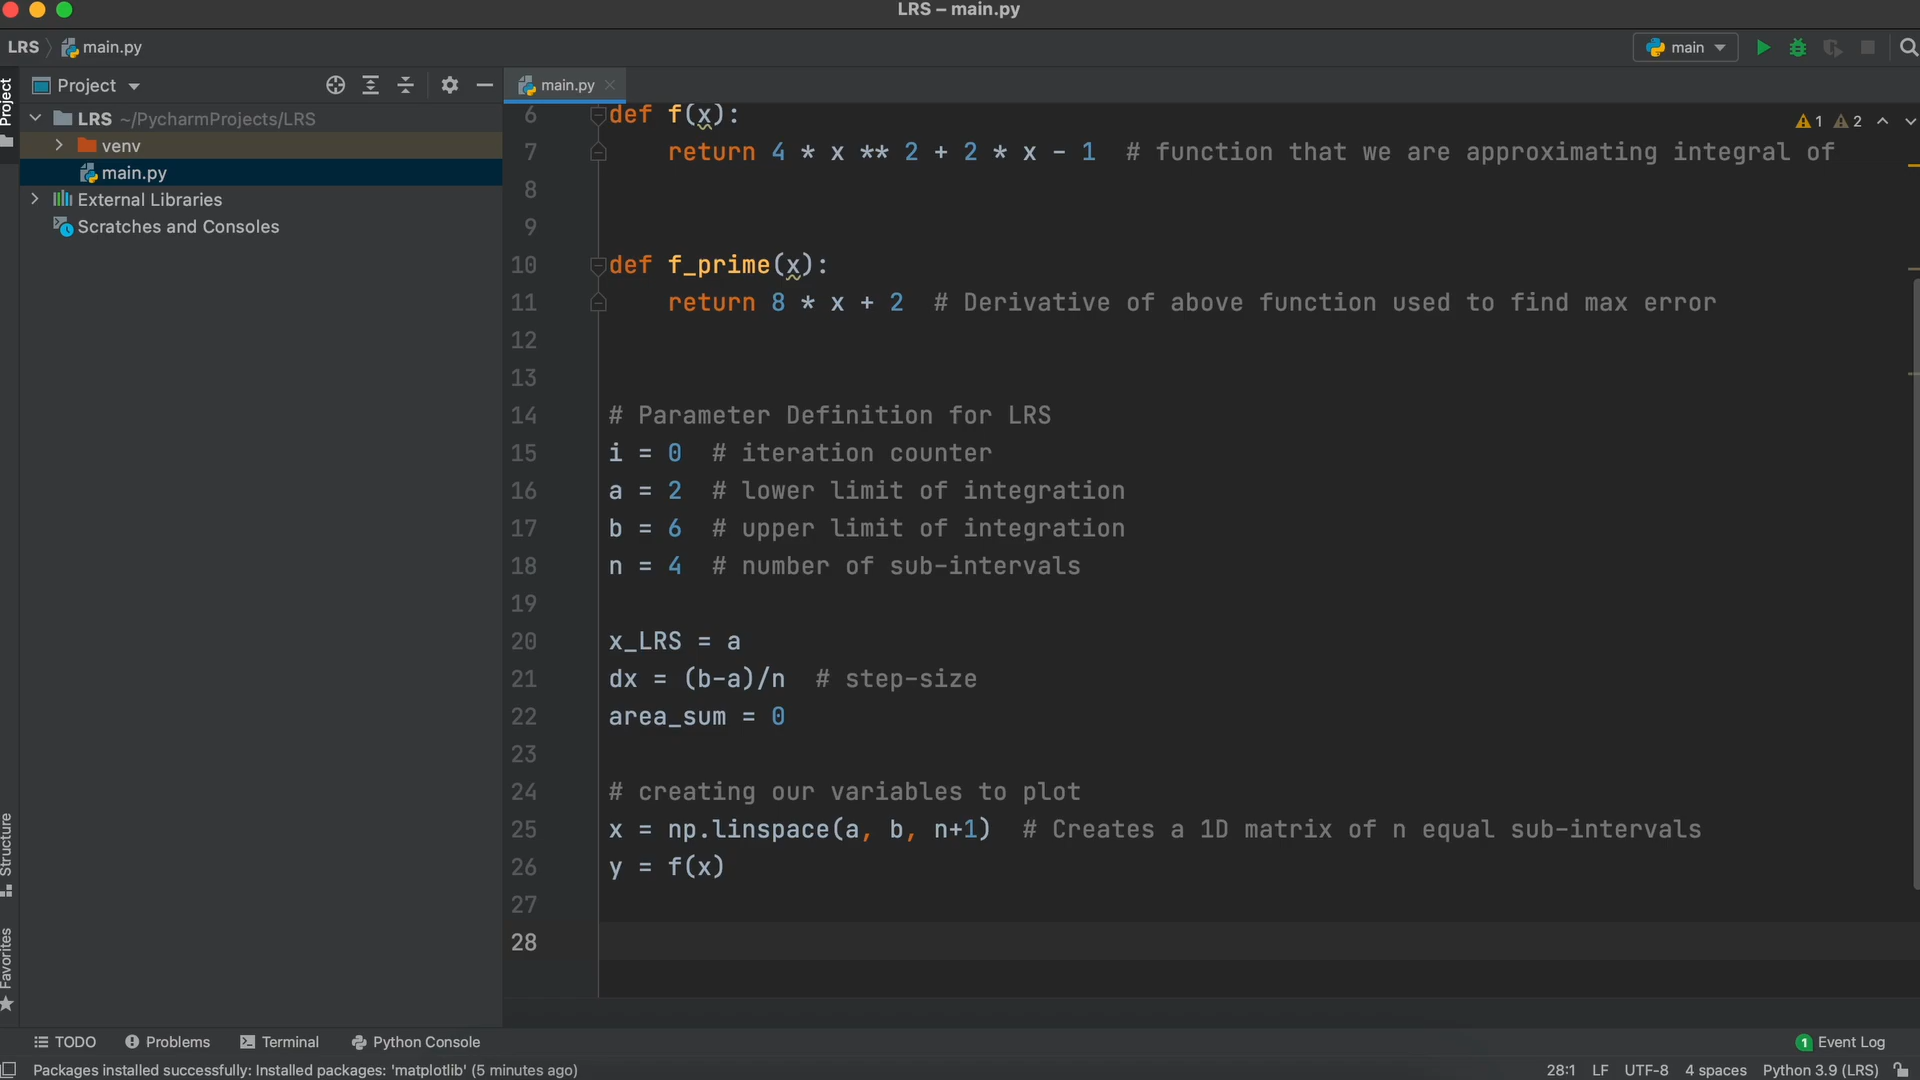 LRS – main.py
LRS
main.py
main
Project
Project
main.py
LRS ~/PycharmProjects/LRS
venv
main.py
External Libraries
Scratches and Consoles
1 2
6 def f(x):
7 return 4 * x ** 2 + 2 * x - 1 # function that we are approximating integral of
8
9
10 def f_prime(x):
11 return 8 * x + 2 # Derivative of above function used to find max error
12
13
14 # Parameter Definition for LRS
15 i = 0 # iteration counter
16 a = 2 # lower limit of integration
17 b = 6 # upper limit of integration
18 n = 4 # number of sub-intervals
19
20 x_LRS = a
21 dx = (b-a)/n # step-size
22 area_sum = 0
23
24 # creating our variables to plot
25 x = np.linspace(a, b, n+1) # Creates a 1D matrix of n equal sub-intervals
26 y = f(x)
27
28
Structure
Favorites
TODO Problems Terminal Python Console 1 Event Log
Packages installed successfully: Installed packages: 'matplotlib' (5 minutes ago) 28:1 LF UTF-8 4 spaces Python 3.9 (LRS)